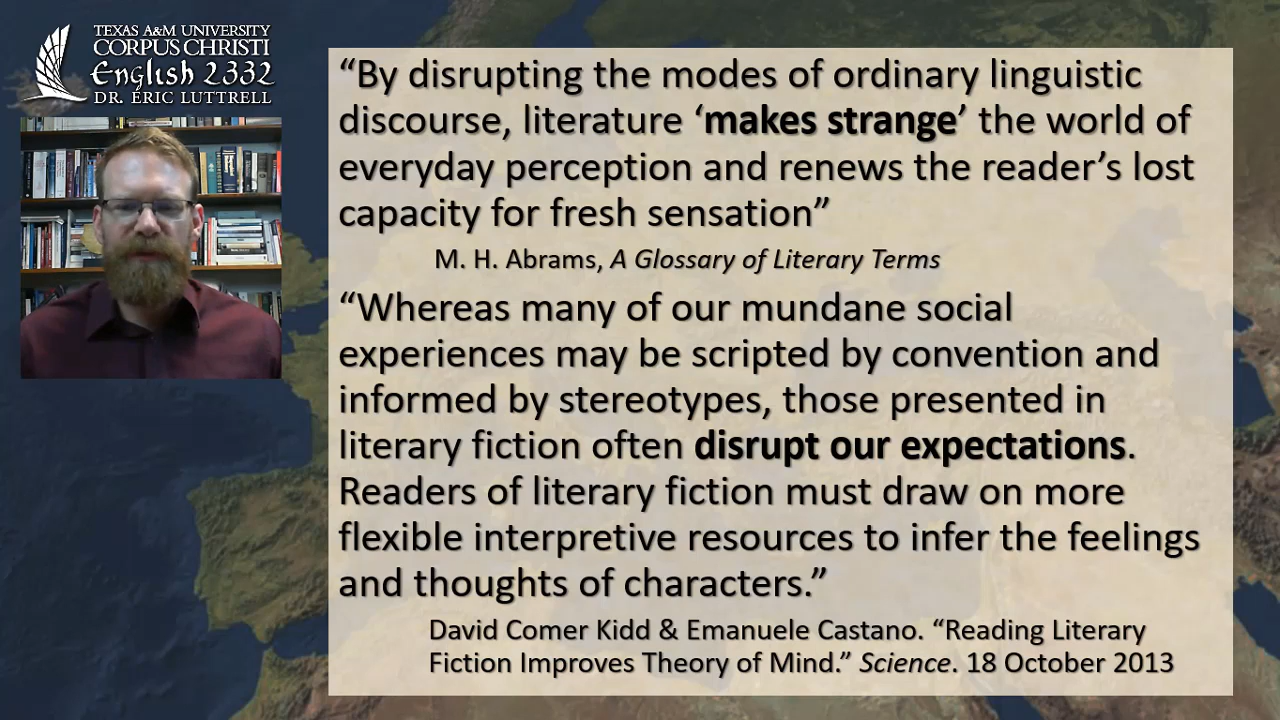 TEXAS A&M UNIVERSITY
CORPUS CHRISTI
English 2332
DR. ERIC LUTTRELL
“By disrupting the modes of ordinary linguistic
discourse, literature ‘makes strange’ the world of
everyday perception and renews the reader’s lost
capacity for fresh sensation”
M. H. Abrams, A Glossary of Literary Terms
“Whereas many of our mundane social
experiences may be scripted by convention and
informed by stereotypes, those presented in
literary fiction often disrupt our expectations.
Readers of literary fiction must draw on more
flexible interpretive resources to infer the feelings
and thoughts of characters.”
David Comer Kidd & Emanuele Castano. “Reading Literary
Fiction Improves Theory of Mind.” Science. 18 October 2013